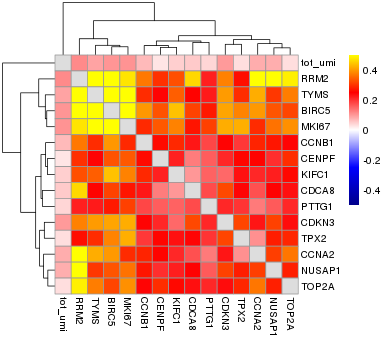 tot_umi
RRM2
TYMS
BIRC5
MKI67
CCNB1
CENPF
KIFC1
CDCA8
PTTG1
CDKN3
TPX2
CCNA2
NUSAP1
TOP2A
0.4
0.2
0
-0.2
-0.4
tot_umi
RRM2
TYMS
BIRC5
MKI67
CCNB1
CENPF
KIFC1
CDCA8
PTTG1
CDKN3
TPX2
CCNA2
NUSAP1
TOP2A